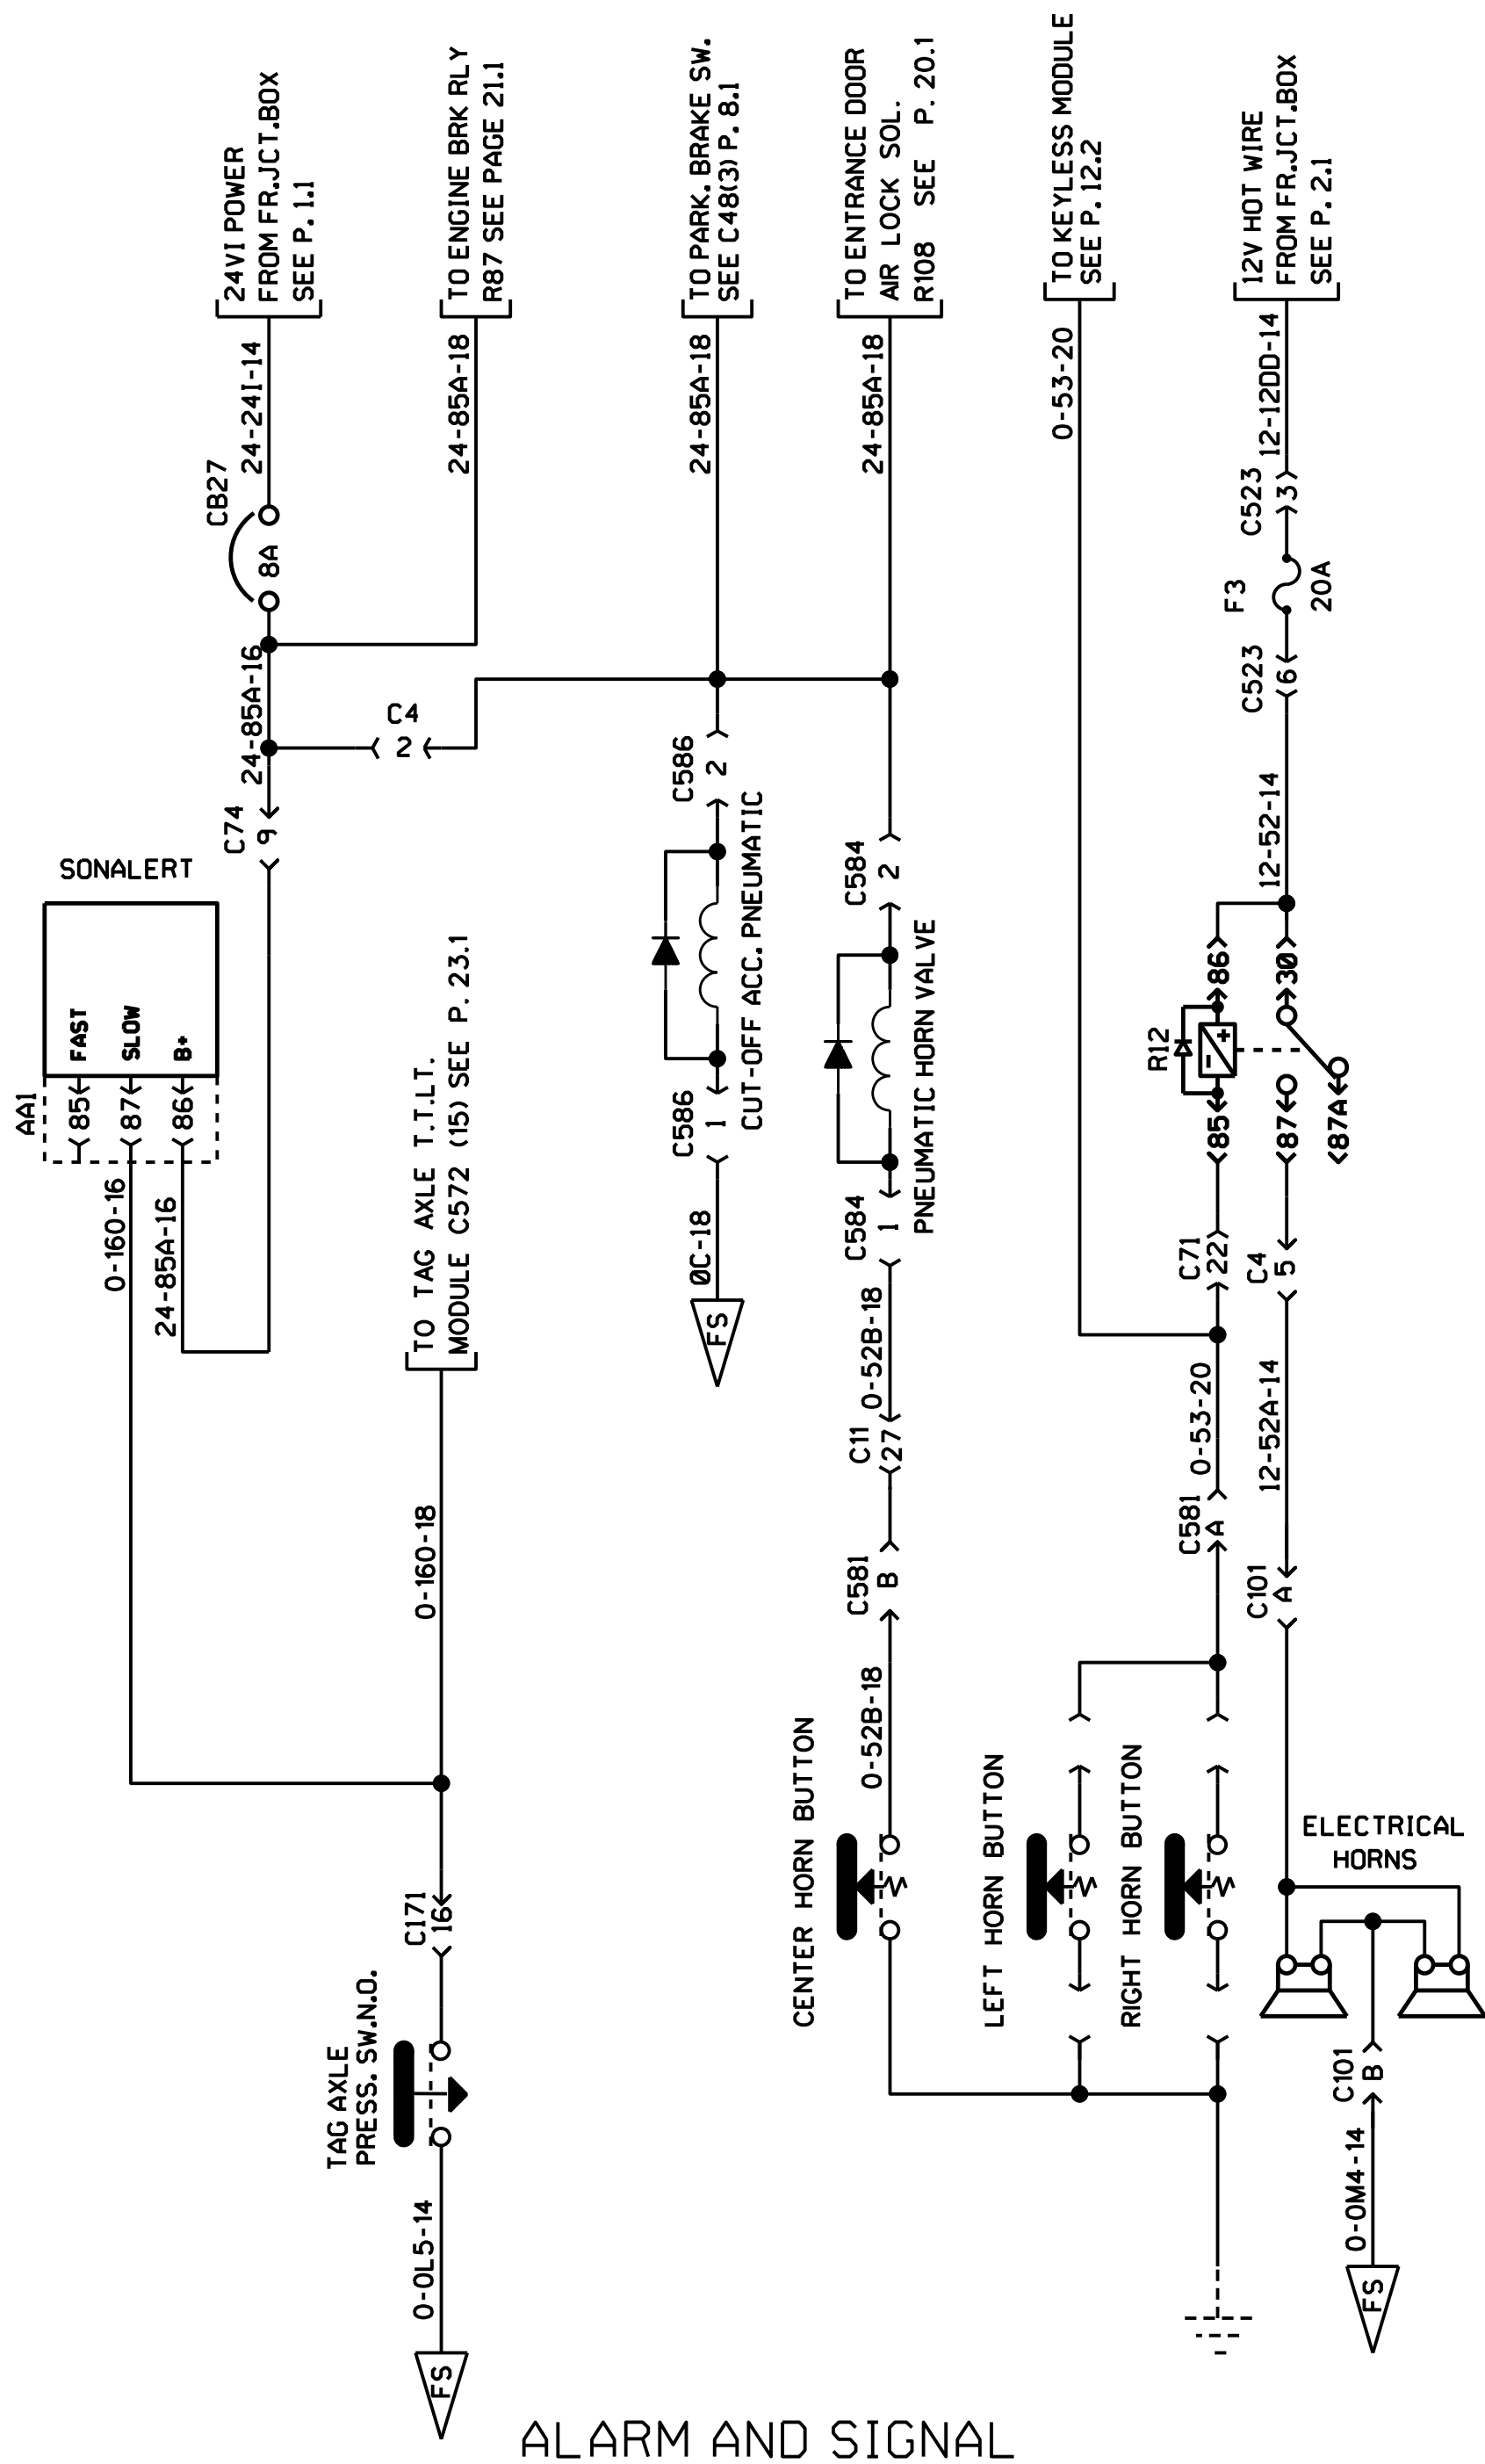 24VI POWER
FROM FR.JCT.BOX
SEE P. 1.1
24-24I-14
CB27
8A
24-85A-16
C74
9
SONALERT
FAST
SLOW
B+
AA1
85
87
86
0-160-16
24-85A-16
TO ENGINE BRK RLY
R87 SEE PAGE 21.1
24-85A-18
C4
2
TO TAG AXLE T.T.LT.
MODULE C572 (15) SEE P. 23.1
0-160-18
C171
16
TAG AXLE
PRESS. SW.N.O.
0-0L5-14
FS
TO PARK. BRAKE SW.
SEE C48(3) P. 8.1
24-85A-18
C586
2
CUT-OFF ACC. PNEUMATIC
C586
1
0C-18
FS
TO ENTRANCE DOOR
AIR LOCK SOL.
R108 SEE P. 20.1
24-85A-18
C584
2
PNEUMATIC HORN VALVE
C584
1
0-52B-18
C11
27
C581
B
0-52B-18
CENTER HORN BUTTON
TO KEYLESS MODULE
SEE P. 12.2
0-53-20
LEFT HORN BUTTON
RIGHT HORN BUTTON
12V HOT WIRE
FROM FR.JCT.BOX
SEE P. 2.1
12-12DD-14
C523
3
F3
20A
C523
6
12-52-14
86
30
R12
+
-
85
87
87A
C71
22
C4
5
0-53-20
12-52A-14
C581
A
C101
A
ELECTRICAL
HORNS
C101
B
0-0M4-14
FS
ALARM AND SIGNAL